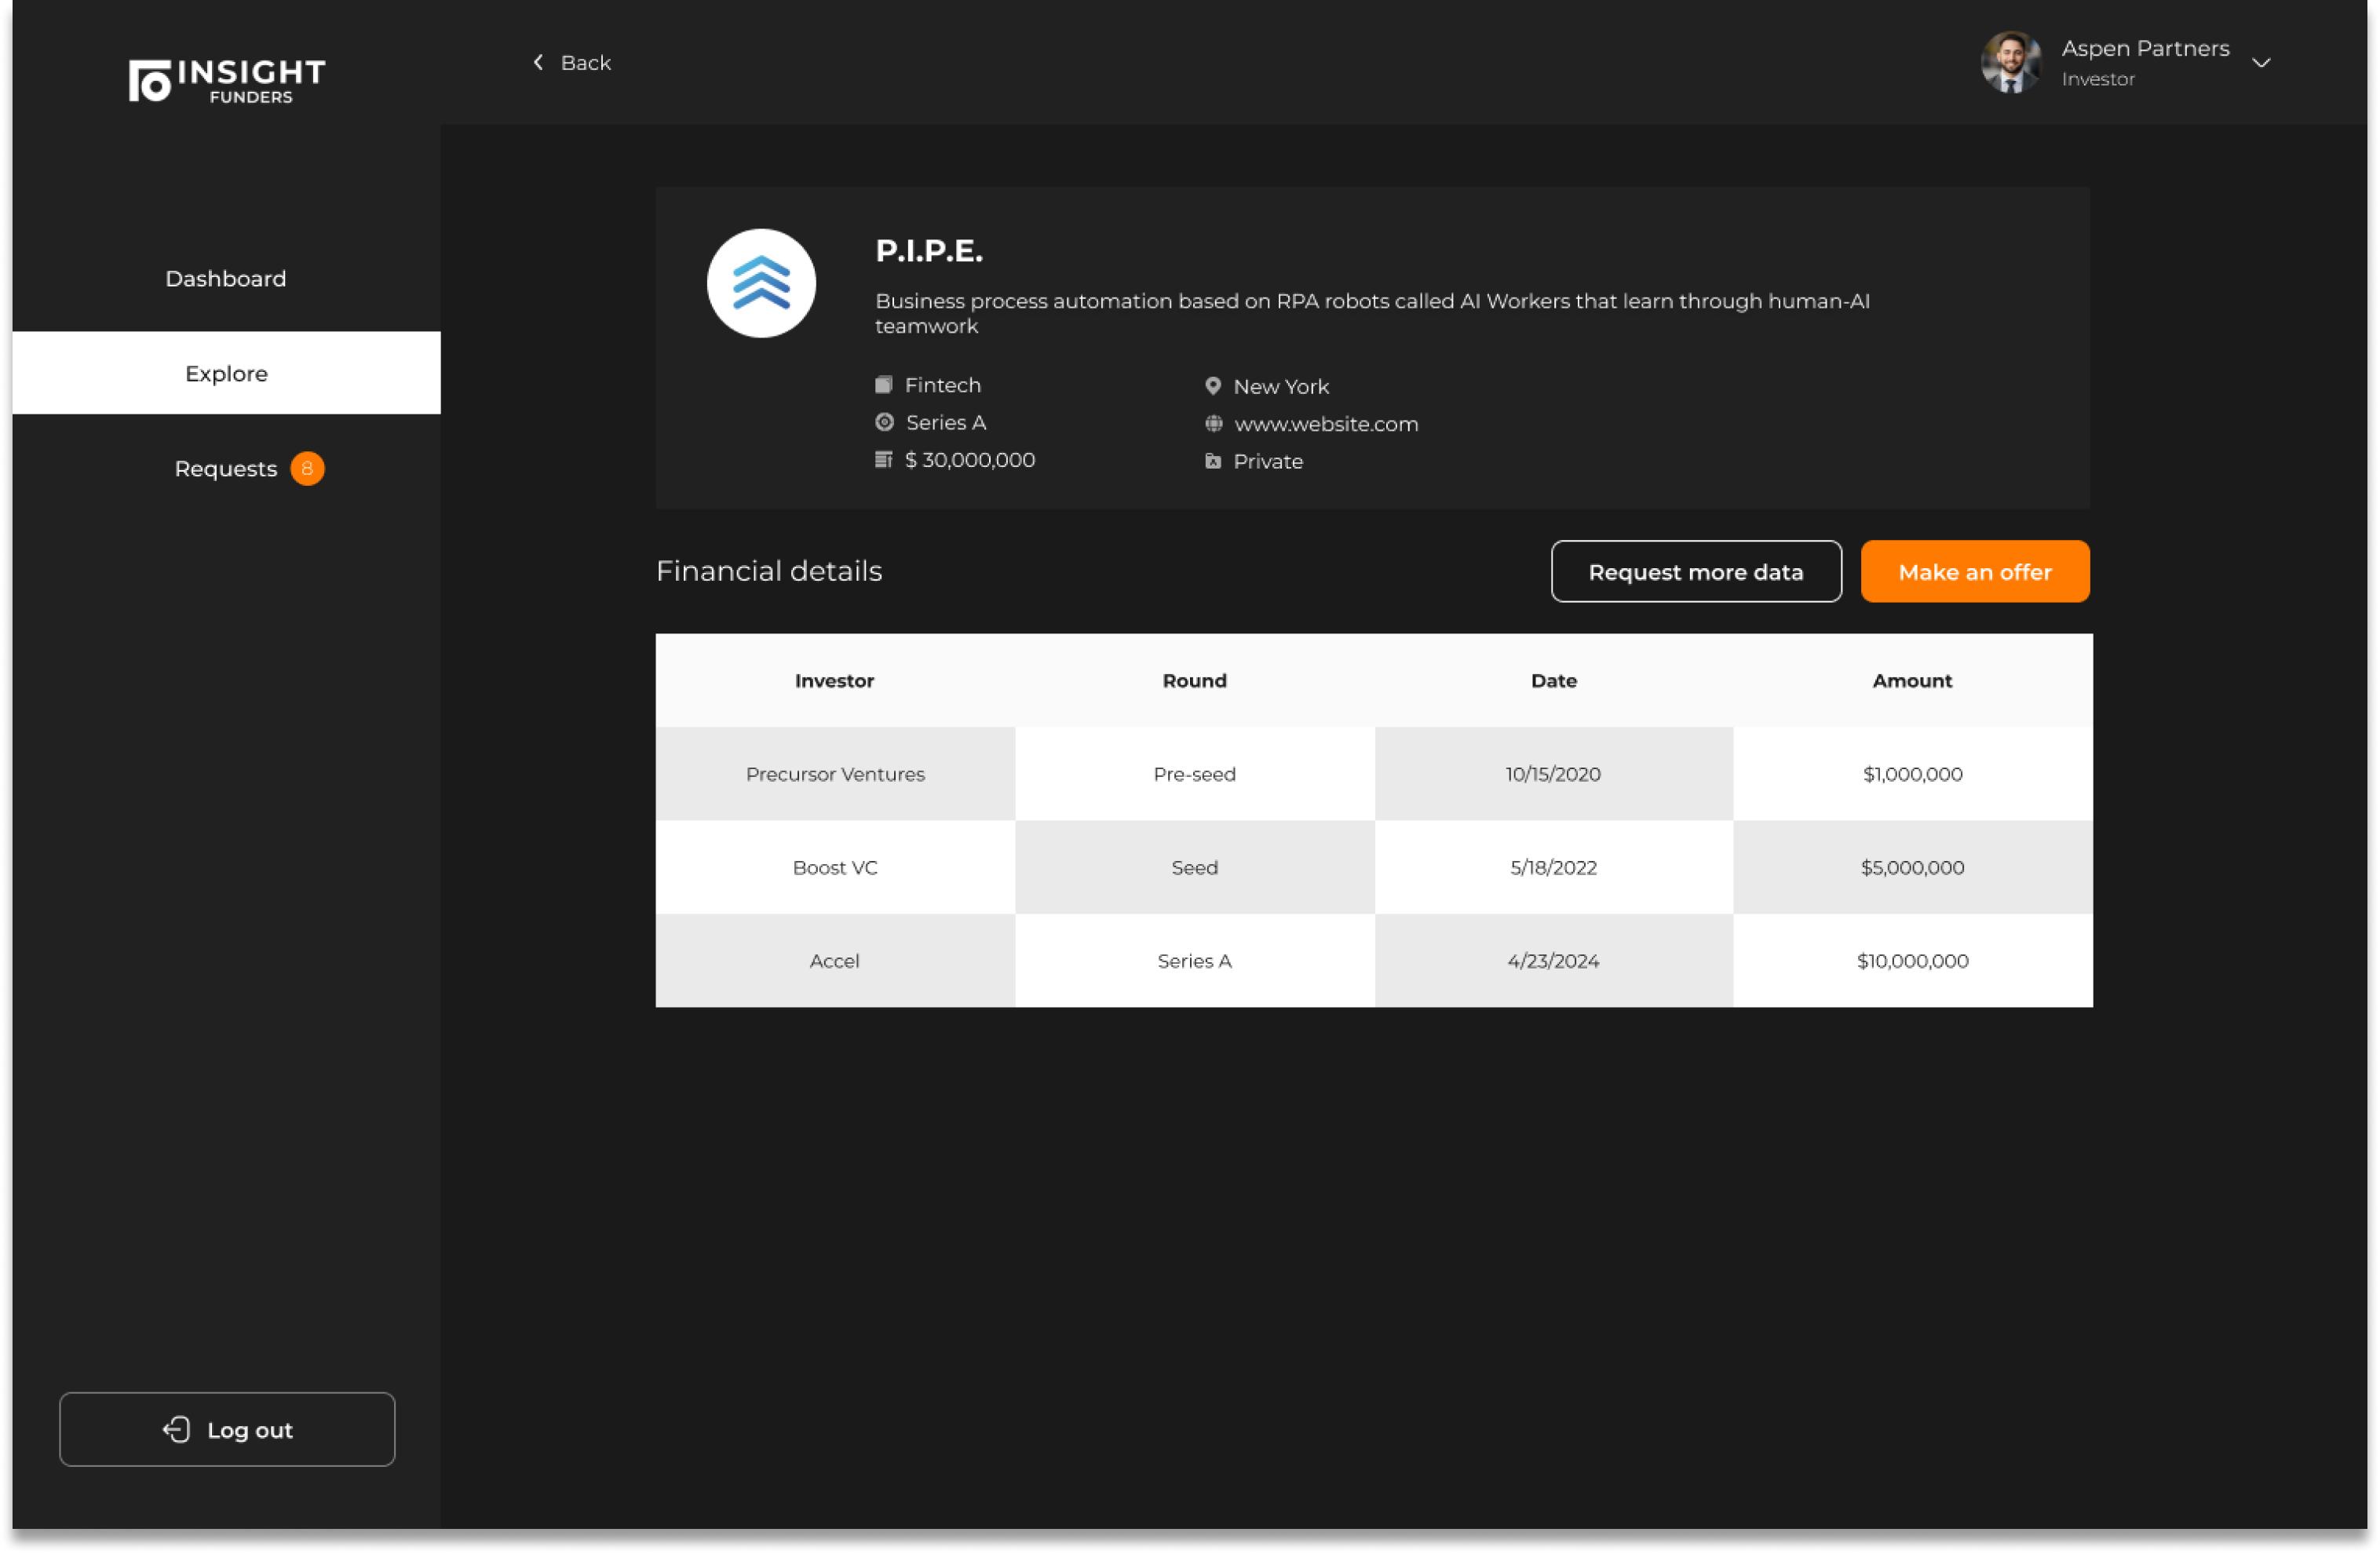 INSIGHT
FUNDERS
Back
Aspen Partners
Investor
Dashboard
Explore
Requests 8
P.I.P.E.
Business process automation based on RPA robots called AI Workers that learn through human-AI
teamwork
Fintech
New York
Series A
www.website.com
$ 30,000,000
Private
Financial details
Request more data
Make an offer
Investor Round Date Amount
Precursor Ventures Pre-seed 10/15/2020 $1,000,000
Boost VC Seed 5/18/2022 $5,000,000
Accel Series A 4/23/2024 $10,000,000
Log out